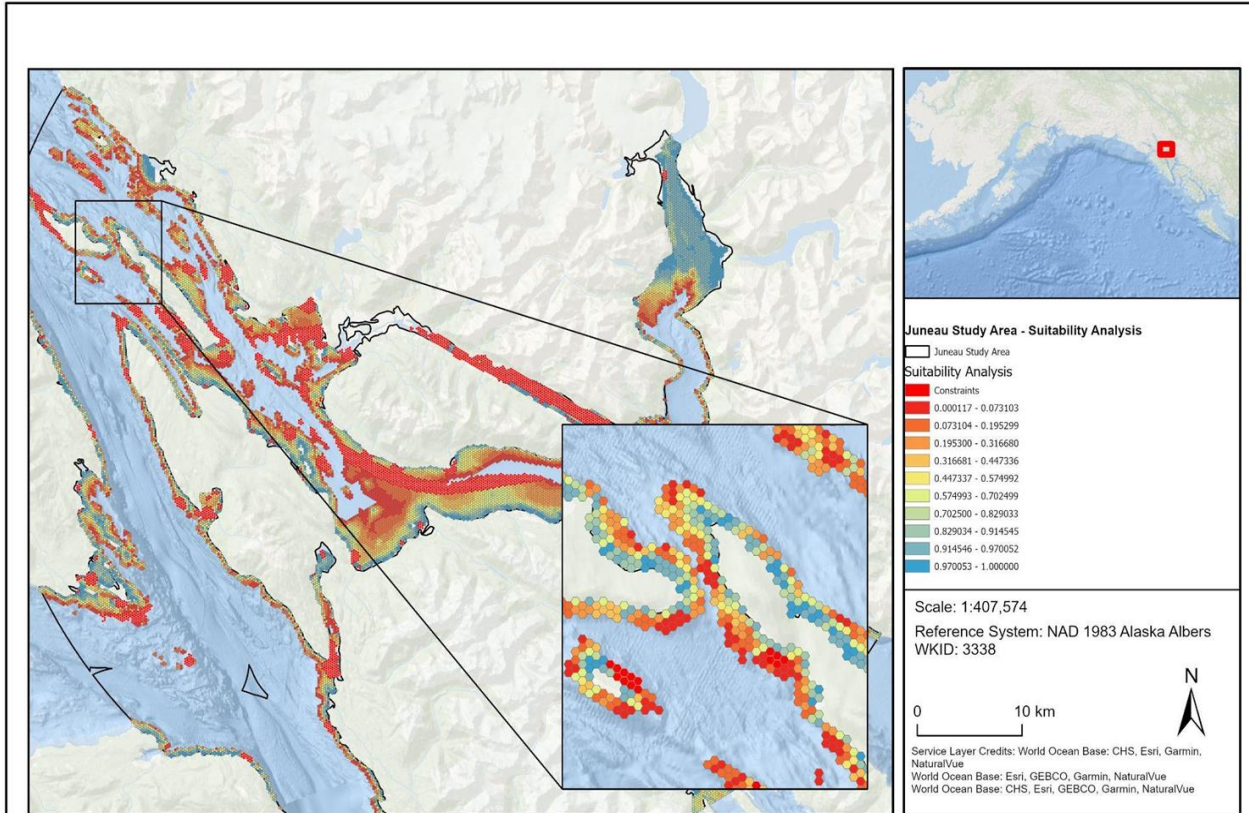 Juneau Study Area - Suitability Analysis
Juneau Study Area
Suitability Analysis
Constraints
0.000117 - 0.073103
0.073104 - 0.195299
0.195300 - 0.316680
0.316681 - 0.447336
0.447337 - 0.574992
0.574993 - 0.702499
0.702500 - 0.829033
0.829034 - 0.914545
0.914546 - 0.970052
0.970053 - 1.000000
Scale: 1:407,574
Reference System: NAD 1983 Alaska Albers
WKID: 3338
N
0 10 km
Service Layer Credits: World Ocean Base: CHS, Esri, Garmin,
NaturalVue
World Ocean Base: Esri, GEBCO, Garmin, NaturalVue
World Ocean Base: CHS, Esri, GEBCO, Garmin, NaturalVue